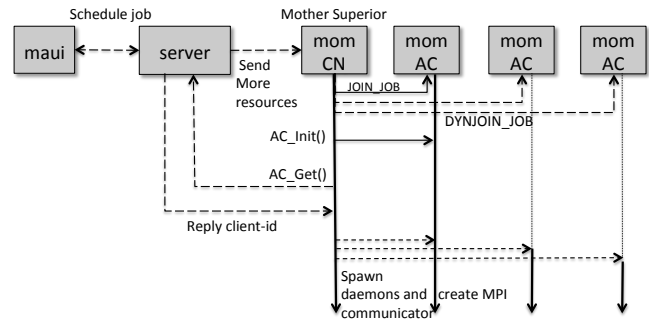 Schedule job
Mother Superior
maui
server
mom
CN
mom
AC
mom
AC
mom
AC
Send
More
resources
JOIN_JOB
DYNJOIN_JOB
AC_Init()
AC_Get()
Reply client-id
Spawn
daemons and create MPI
communicator